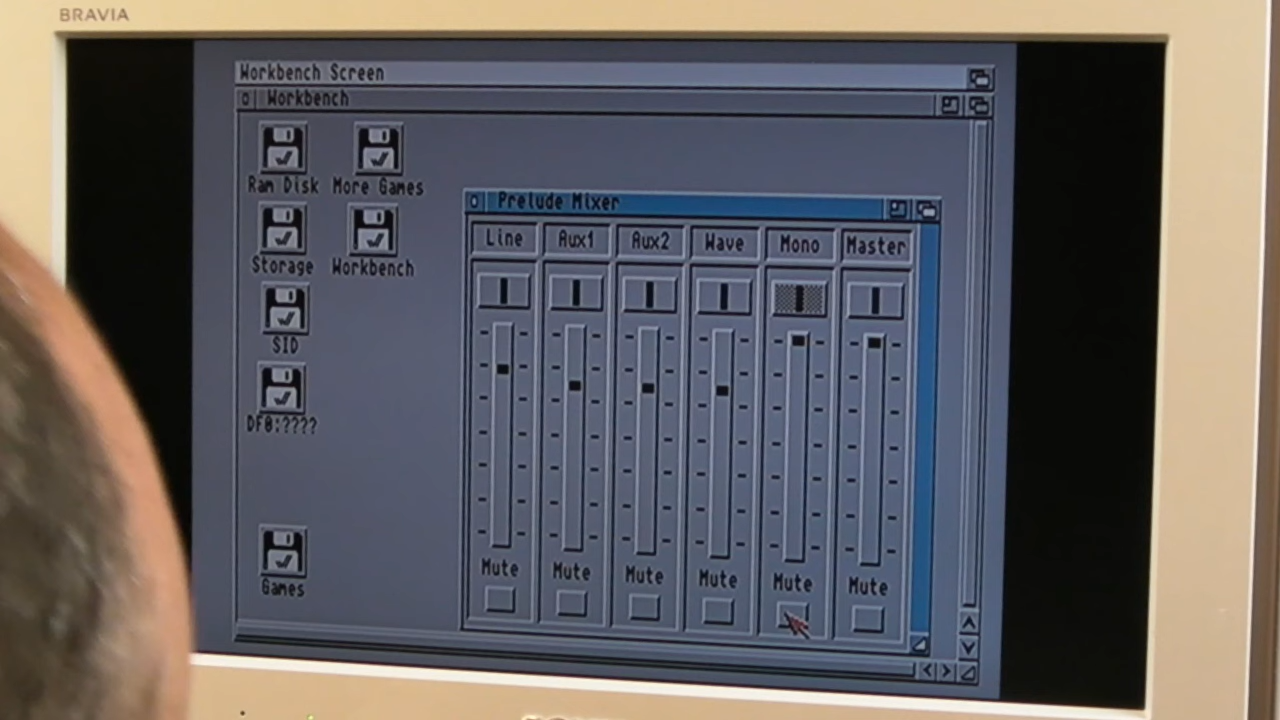 BRAVIA
Workbench Screen
Workbench
Ram Disk More Games
Prelude Mixer
Line Aux1 Aux2 Wave Mono Master
Storage Workbench
SID
DF0:????
Games
Mute Mute Mute Mute Mute Mute